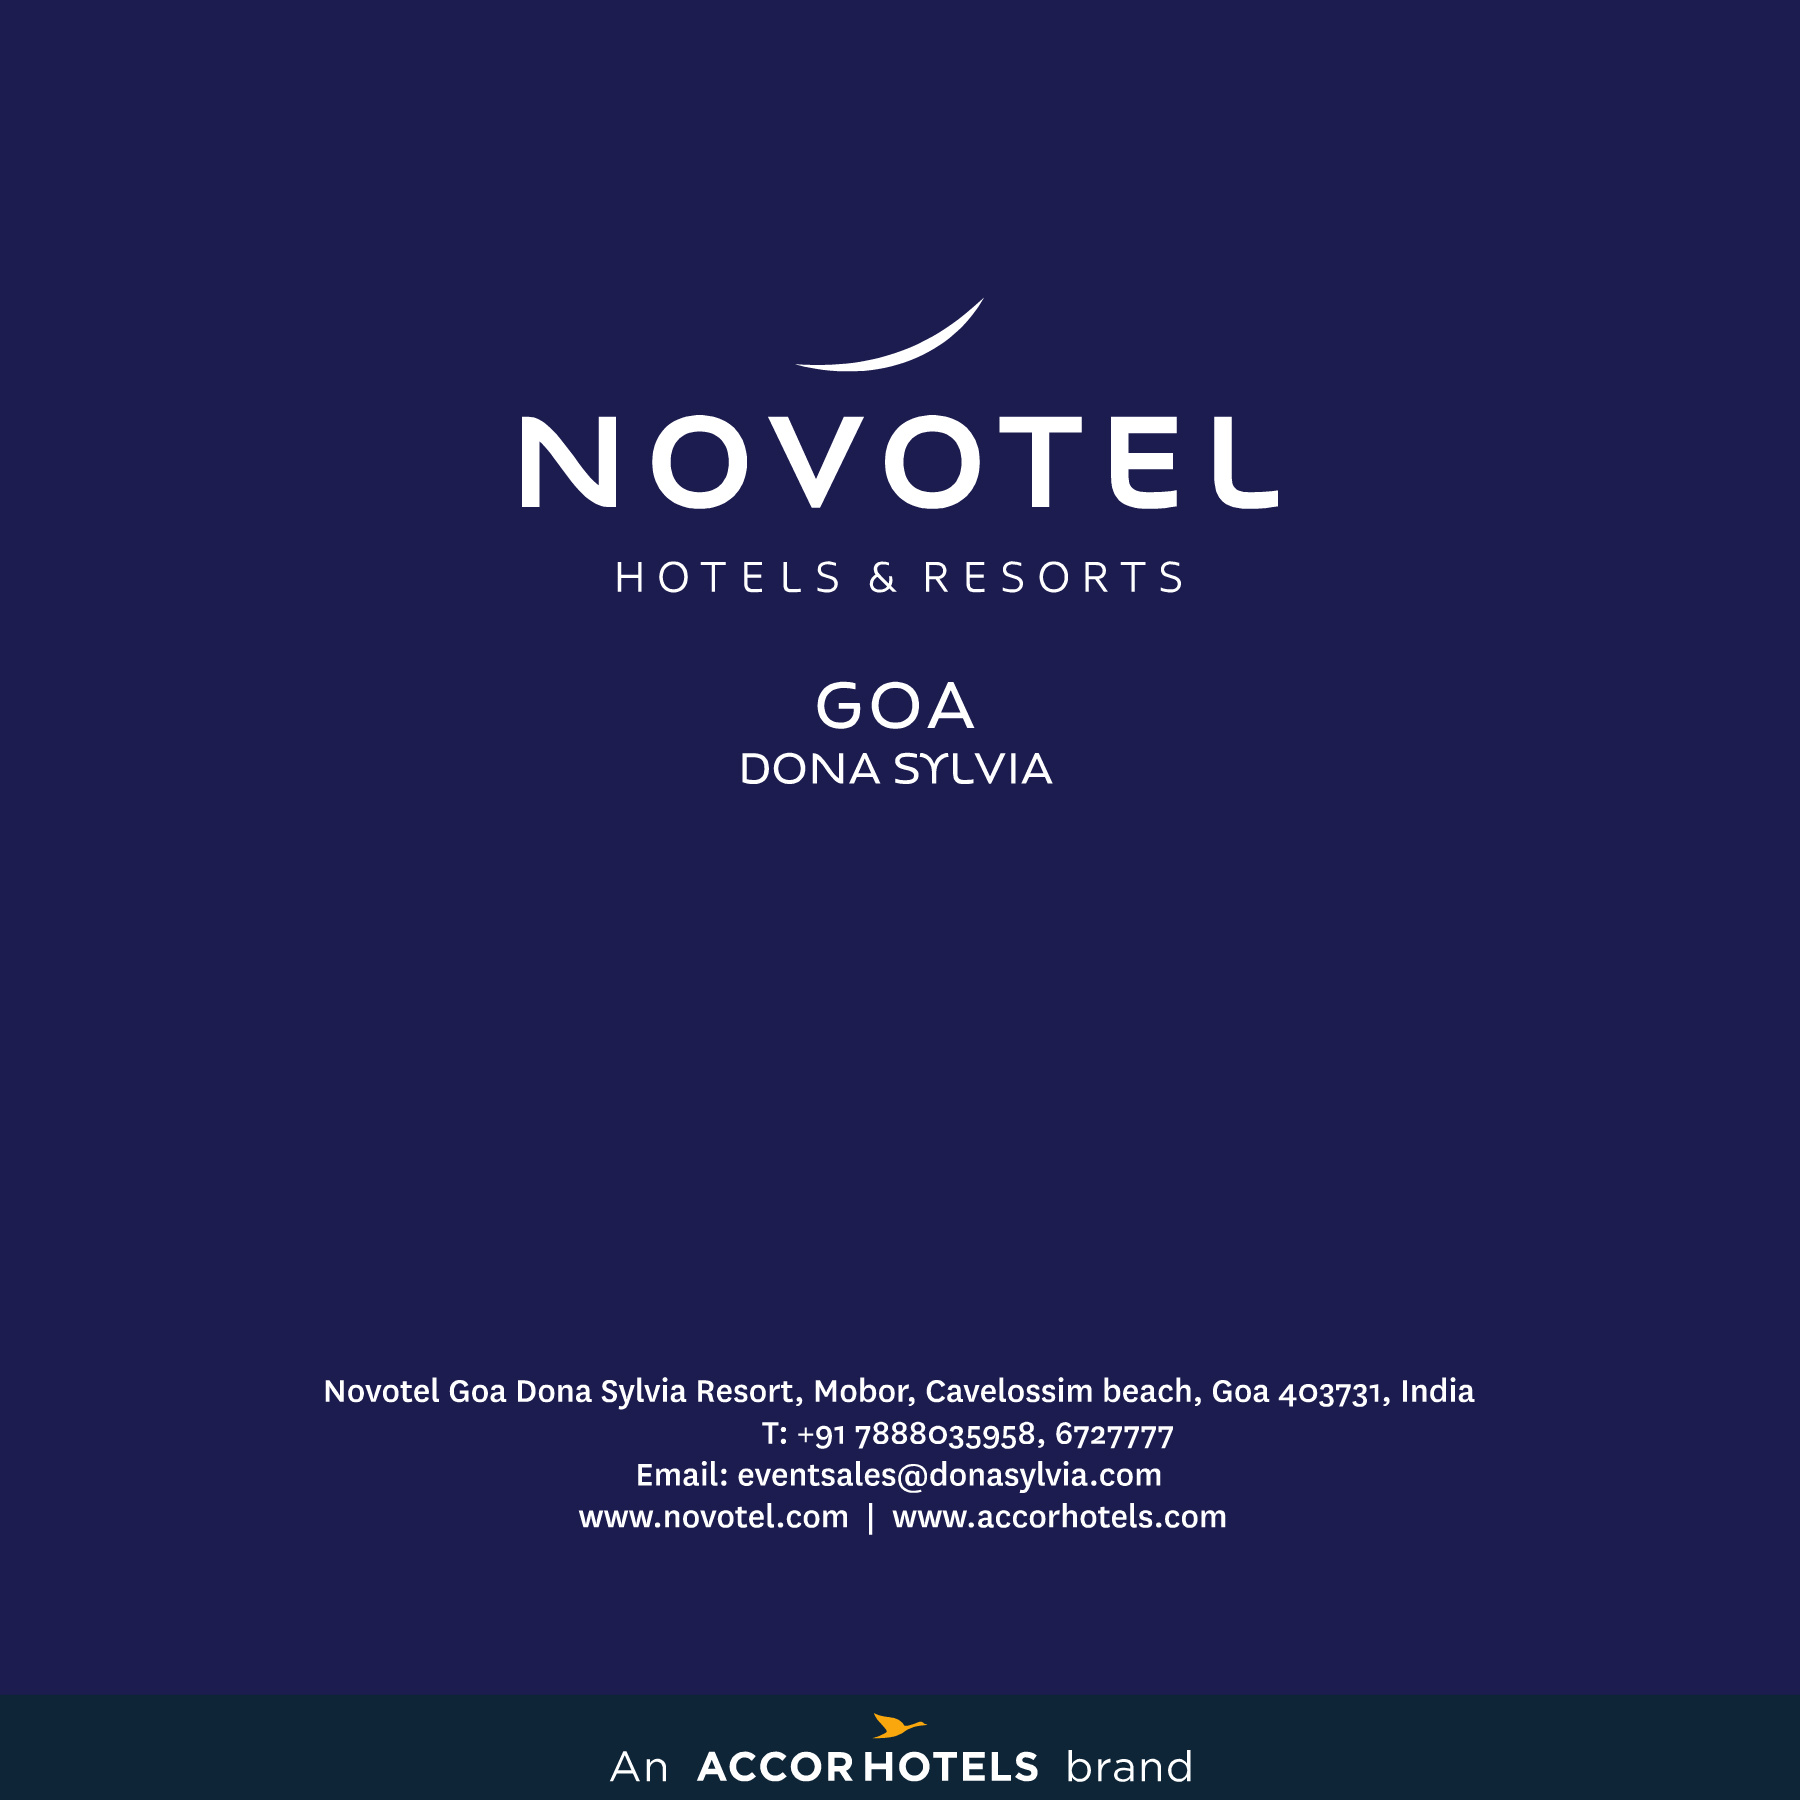 NOVOTEL
HOTELS & RESORTS
GOA
DONA SYLVIA
Novotel Goa Dona Sylvia Resort, Mobor, Cavelossim beach, Goa 403731, India
T: +91 7888035958, 6727777
Email: eventsales@donasylvia.com
www.novotel.com | www.accorhotels.com
An ACCORHOTELS brand